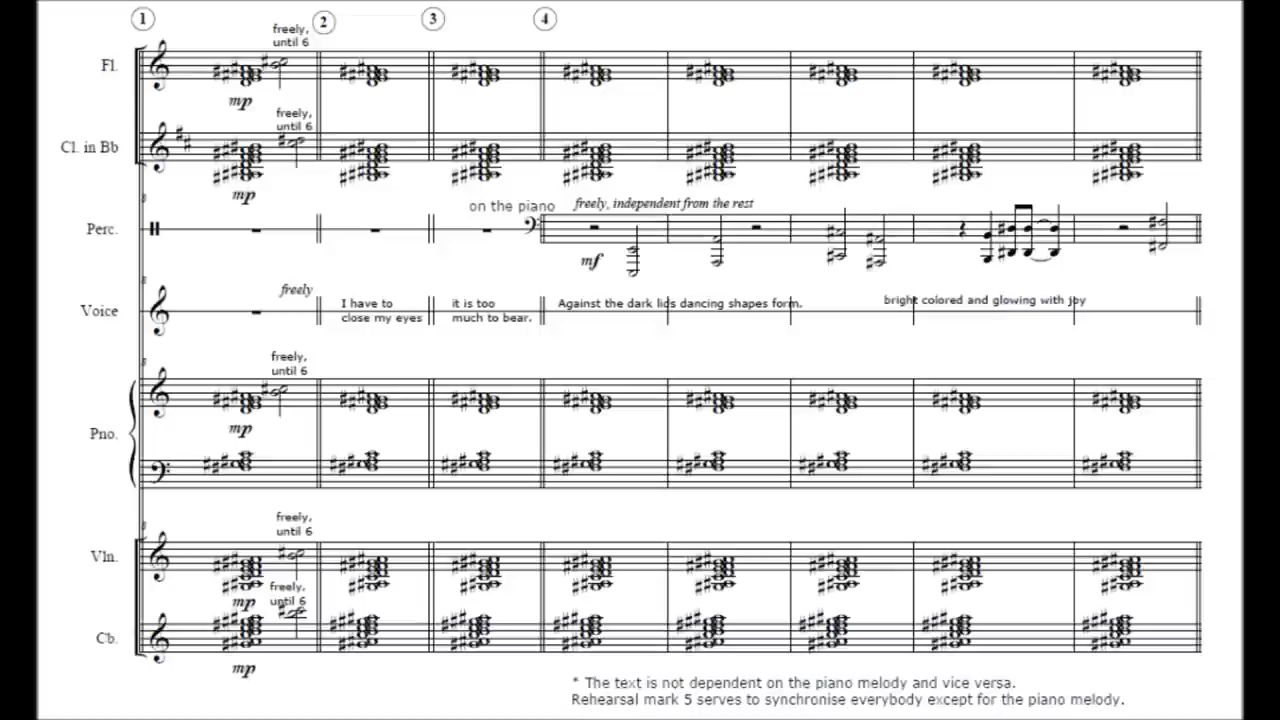 1 2 3 4
freely,
until 6
Fl.
mp
freely,
until 6
Cl. in Bb
mp
on the piano freely, independent from the rest
Perc.
mf
freely
Voice
I have to
close my eyes
it is too
much to bear.
Against the dark lids dancing shapes form.
bright colored and glowing with joy
freely,
until 6
mp
Pno.
freely,
until 6
Vln.
mp
freely,
until 6
Cb.
mp
* The text is not dependent on the piano melody and vice versa.
Rehearsal mark 5 serves to synchronise everybody except for the piano melody.